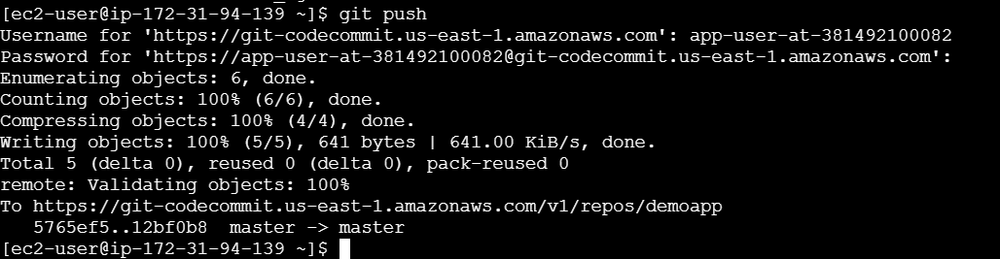 [ec2-user@ip-172-31-94-139 ~]$ git push
Username for 'https://git-codecommit.us-east-1.amazonaws.com': app-user-at-381492100082
Password for 'https://app-user-at-381492100082@git-codecommit.us-east-1.amazonaws.com':
Enumerating objects: 6, done.
Counting objects: 100% (6/6), done.
Compressing objects: 100% (4/4), done.
Writing objects: 100% (5/5), 641 bytes | 641.00 KiB/s, done.
Total 5 (delta 0), reused 0 (delta 0), pack-reused 0
remote: Validating objects: 100%
To https://git-codecommit.us-east-1.amazonaws.com/v1/repos/demoapp
   5765ef5..12bf0b8  master -> master
[ec2-user@ip-172-31-94-139 ~]$